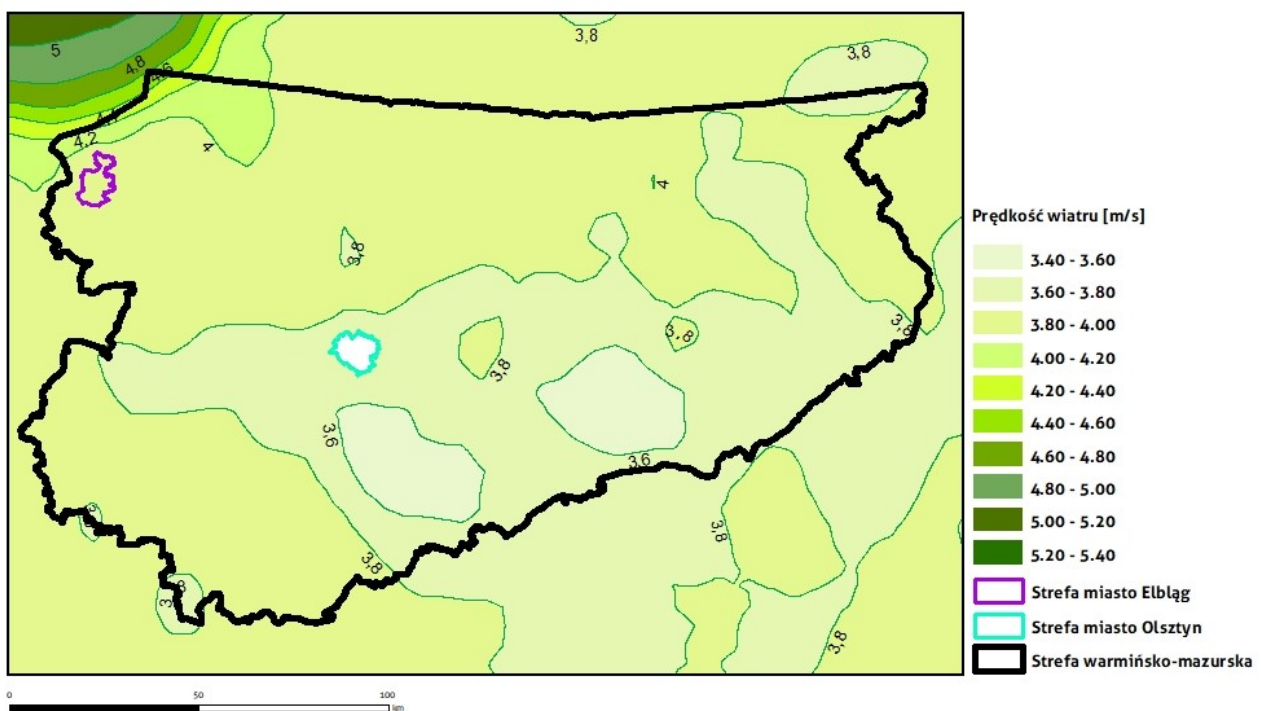 5
3,8
3,8
4,8
4,6
4,4
4,2
4
4
3,8
3,8
3,8
3,8
3,6
3,6
3,8
3,8
3,8
3,8
Prędkość wiatru [m/s]
3.40 - 3.60
3.60 - 3.80
3.80 - 4.00
4.00 - 4.20
4.20 - 4.40
4.40 - 4.60
4.60 - 4.80
4.80 - 5.00
5.00 - 5.20
5.20 - 5.40
Strefa miasto Elbląg
Strefa miasto Olsztyn
Strefa warmińsko-mazurska
0 50 100
km